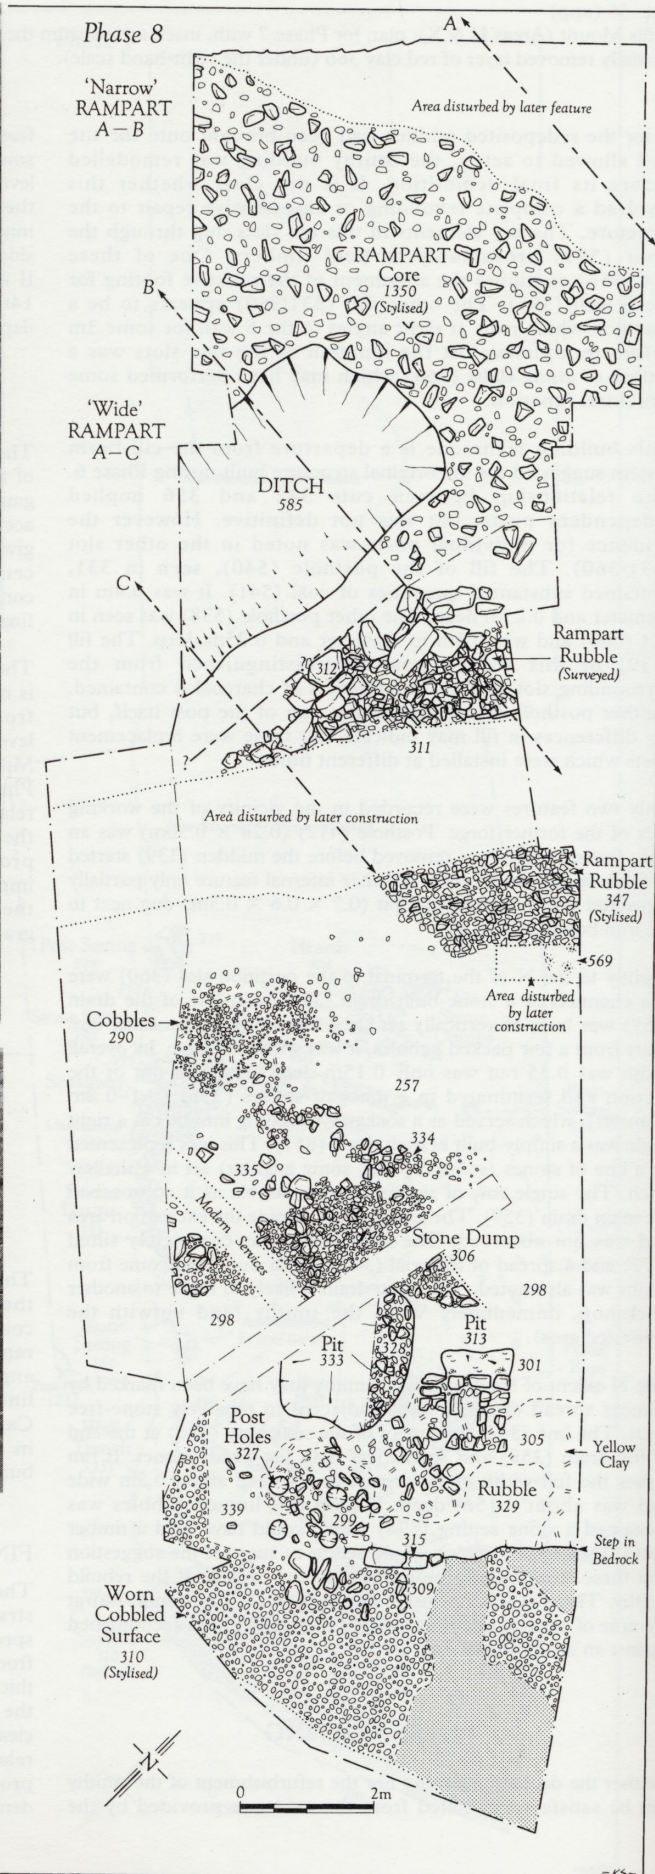 Phase 8
A
'Narrow'
RAMPART
A—B
Area disturbed by later feature
RAMPART
Core
1350
(Stylised)
B
'Wide'
RAMPART
A—C
DITCH
585
C
312
Rampart
Rubble
(Surveyed)
311
Area disturbed by later construction
Rampart
Rubble
347
(Stylised)
569
Area disturbed
by later
construction
Cobbles
290
257
334
335
Modern Services
Stone Dump
306
298
298
Pit
313
Pit
333
328
301
Post
Holes
327
305
Yellow
Clay
Rubble
329
339
299
315
Step in
Bedrock
309
Worn
Cobbled
Surface
310
(Stylised)
N
0
2m